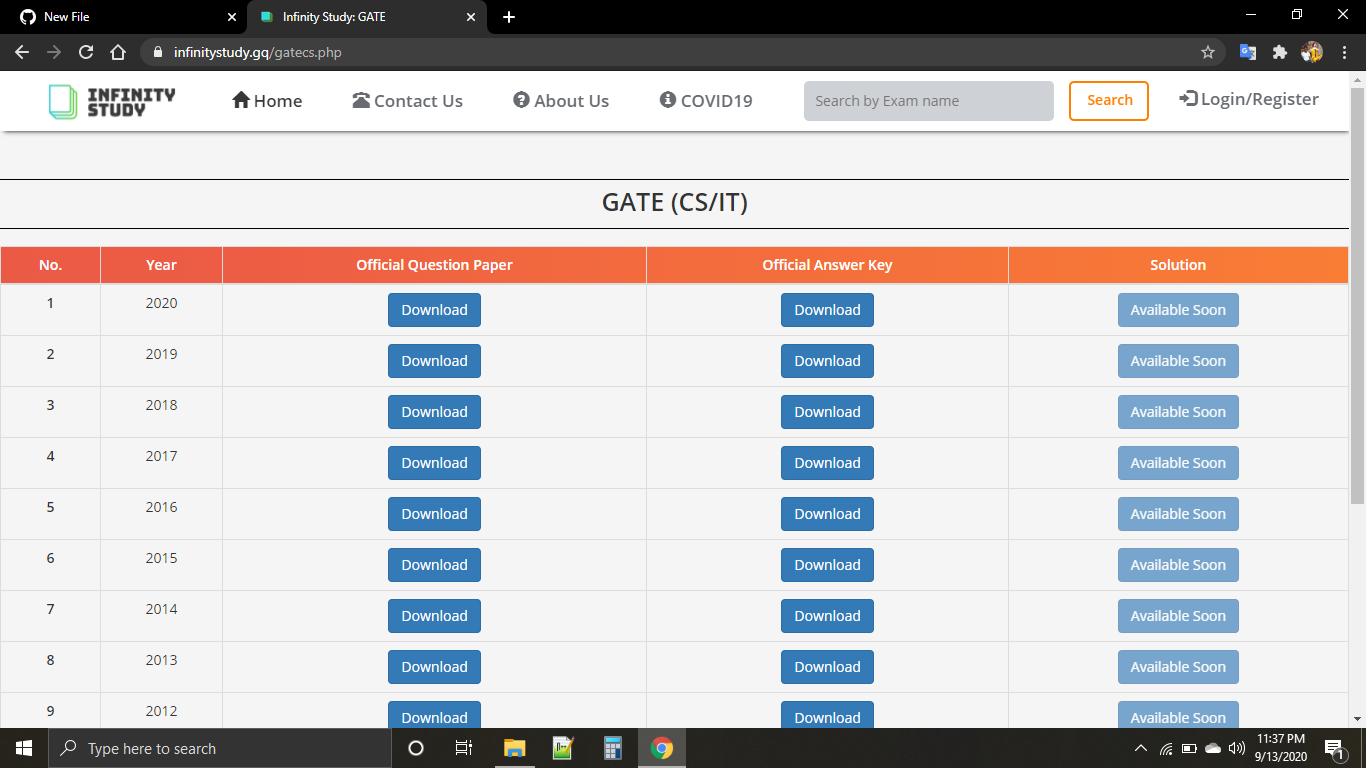 New File
Infinity Study: GATE
infinitystudy.gq/gatecs.php
INFINITY
STUDY
Home
Contact Us
About Us
COVID19
Search by Exam name
Search
Login/Register
GATE (CS/IT)
No. Year Official Question Paper Official Answer Key Solution
1 2020 Download Download Available Soon
2 2019 Download Download Available Soon
3 2018 Download Download Available Soon
4 2017 Download Download Available Soon
5 2016 Download Download Available Soon
6 2015 Download Download Available Soon
7 2014 Download Download Available Soon
8 2013 Download Download Available Soon
9 2012 Download Download Available Soon
Type here to search
11:37 PM
9/13/2020
1